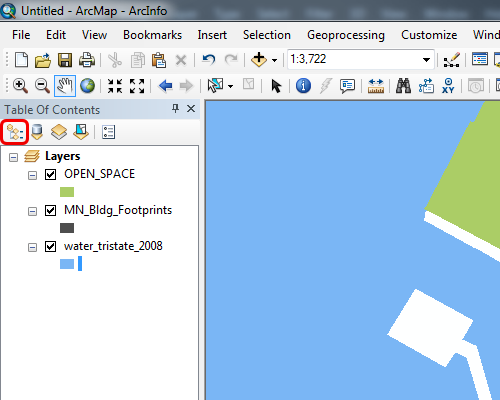 Untitled - ArcMap - ArcInfo
File Edit View Bookmarks Insert Selection Geoprocessing Customize Wind
1:3,722
XY
Table Of Contents
Layers
OPEN_SPACE
MN_Bldg_Footprints
water_tristate_2008